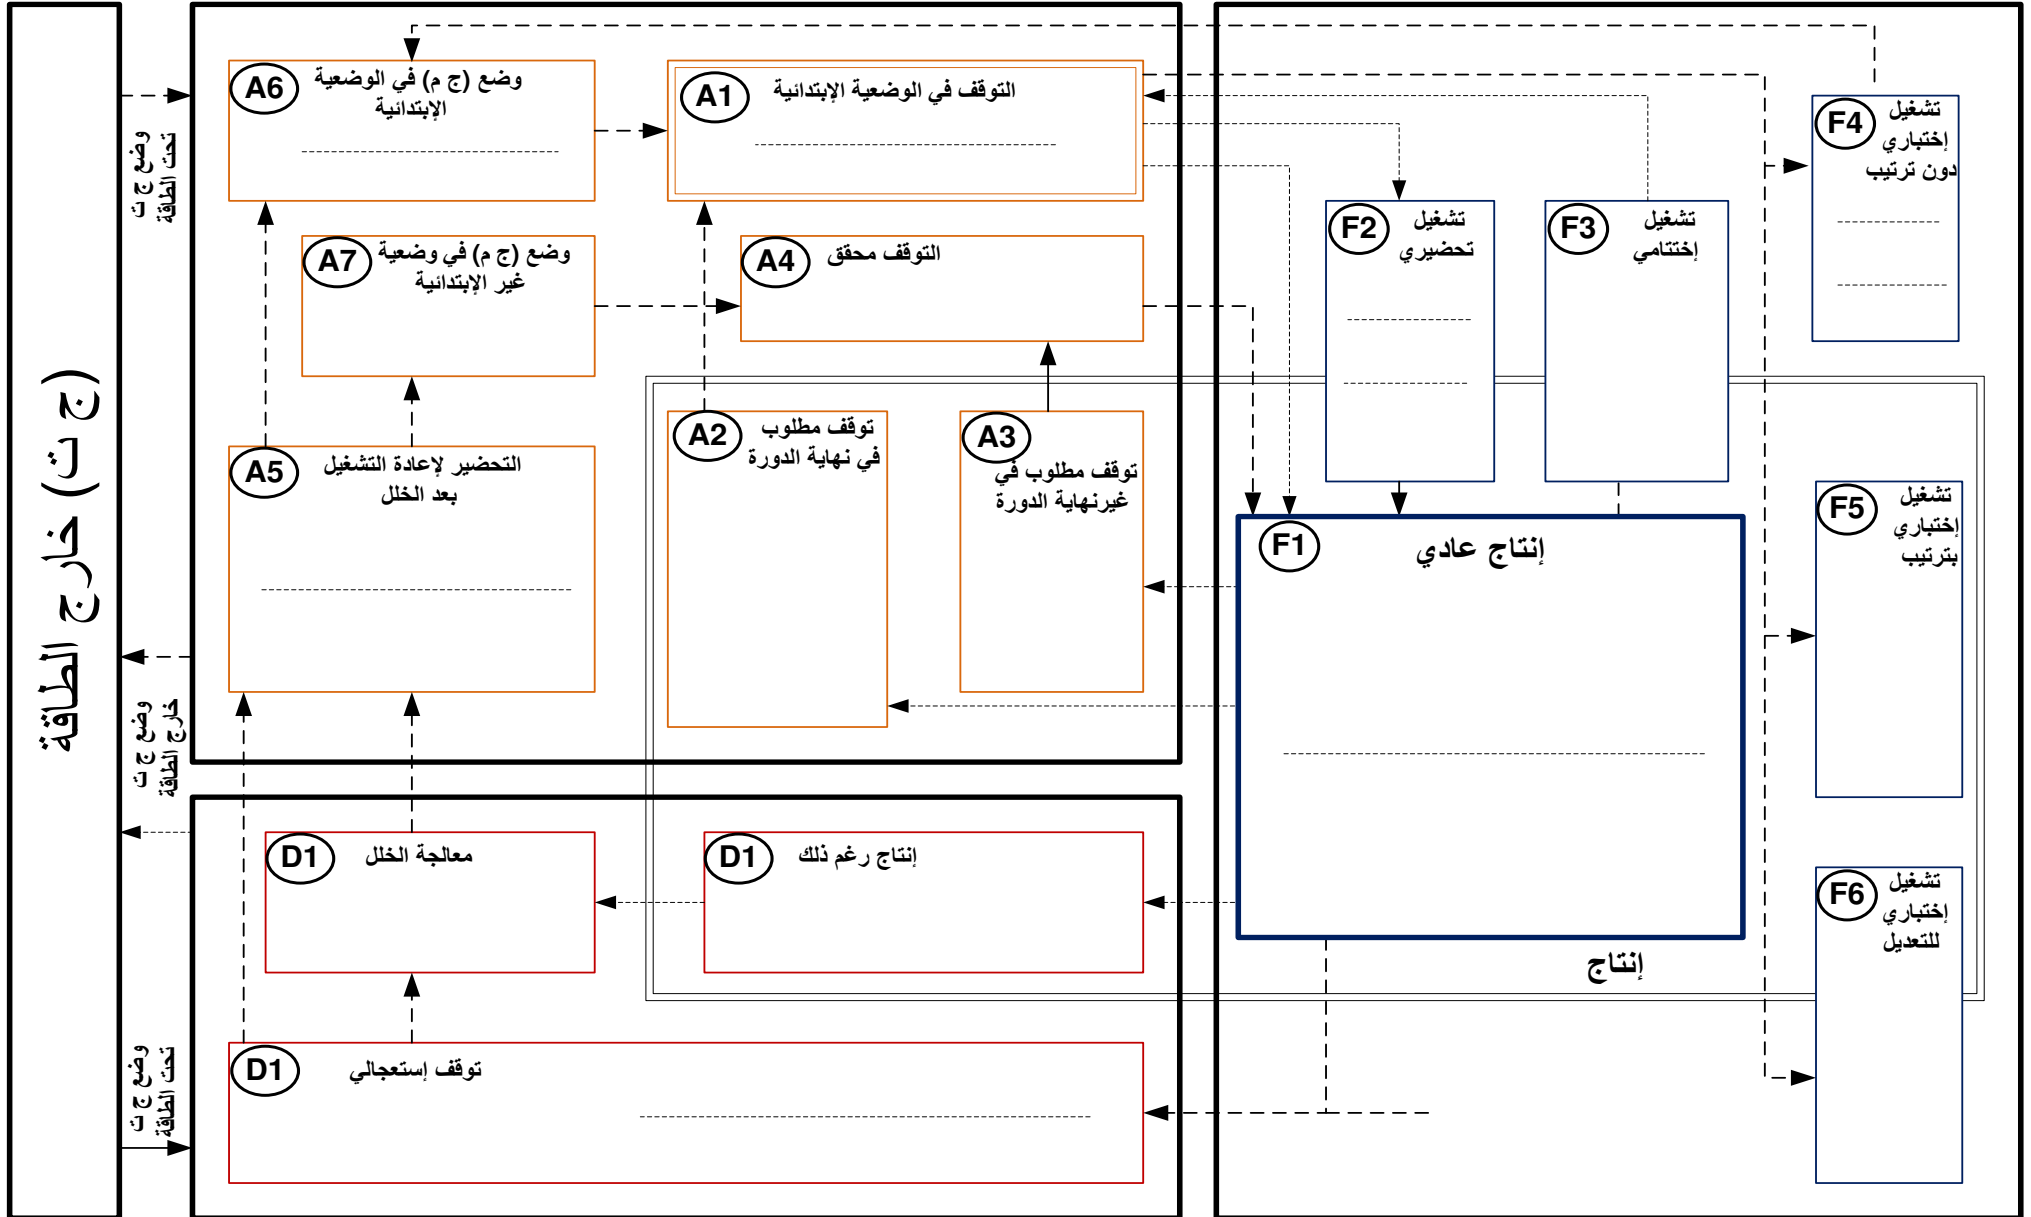 (ج ت) خارج الطاقة
وضع ج ت
تحت الطاقة
وضع ج ت
خارج الطاقة
وضع ج ت
تحت الطاقة
A6
وضع (ج م) في الوضعية
الإبتدائية
A1
التوقف في الوضعية الإبتدائية
A7
وضع (ج م) في وضعية
غير الإبتدائية
A4
التوقف محقق
A5
التحضير لإعادة التشغيل
بعد الخلل
A2
توقف مطلوب
في نهاية الدورة
A3
توقف مطلوب في
غيرنهاية الدورة
F4
تشغيل
إختباري
دون ترتيب
F2
تشغيل
تحضيري
F3
تشغيل
إختتامي
F5
تشغيل
إختباري
بترتيب
F1
إنتاج عادي
F6
تشغيل
إختباري
للتعديل
إنتاج
D1
معالجة الخلل
D1
إنتاج رغم ذلك
D1
توقف إستعجالي